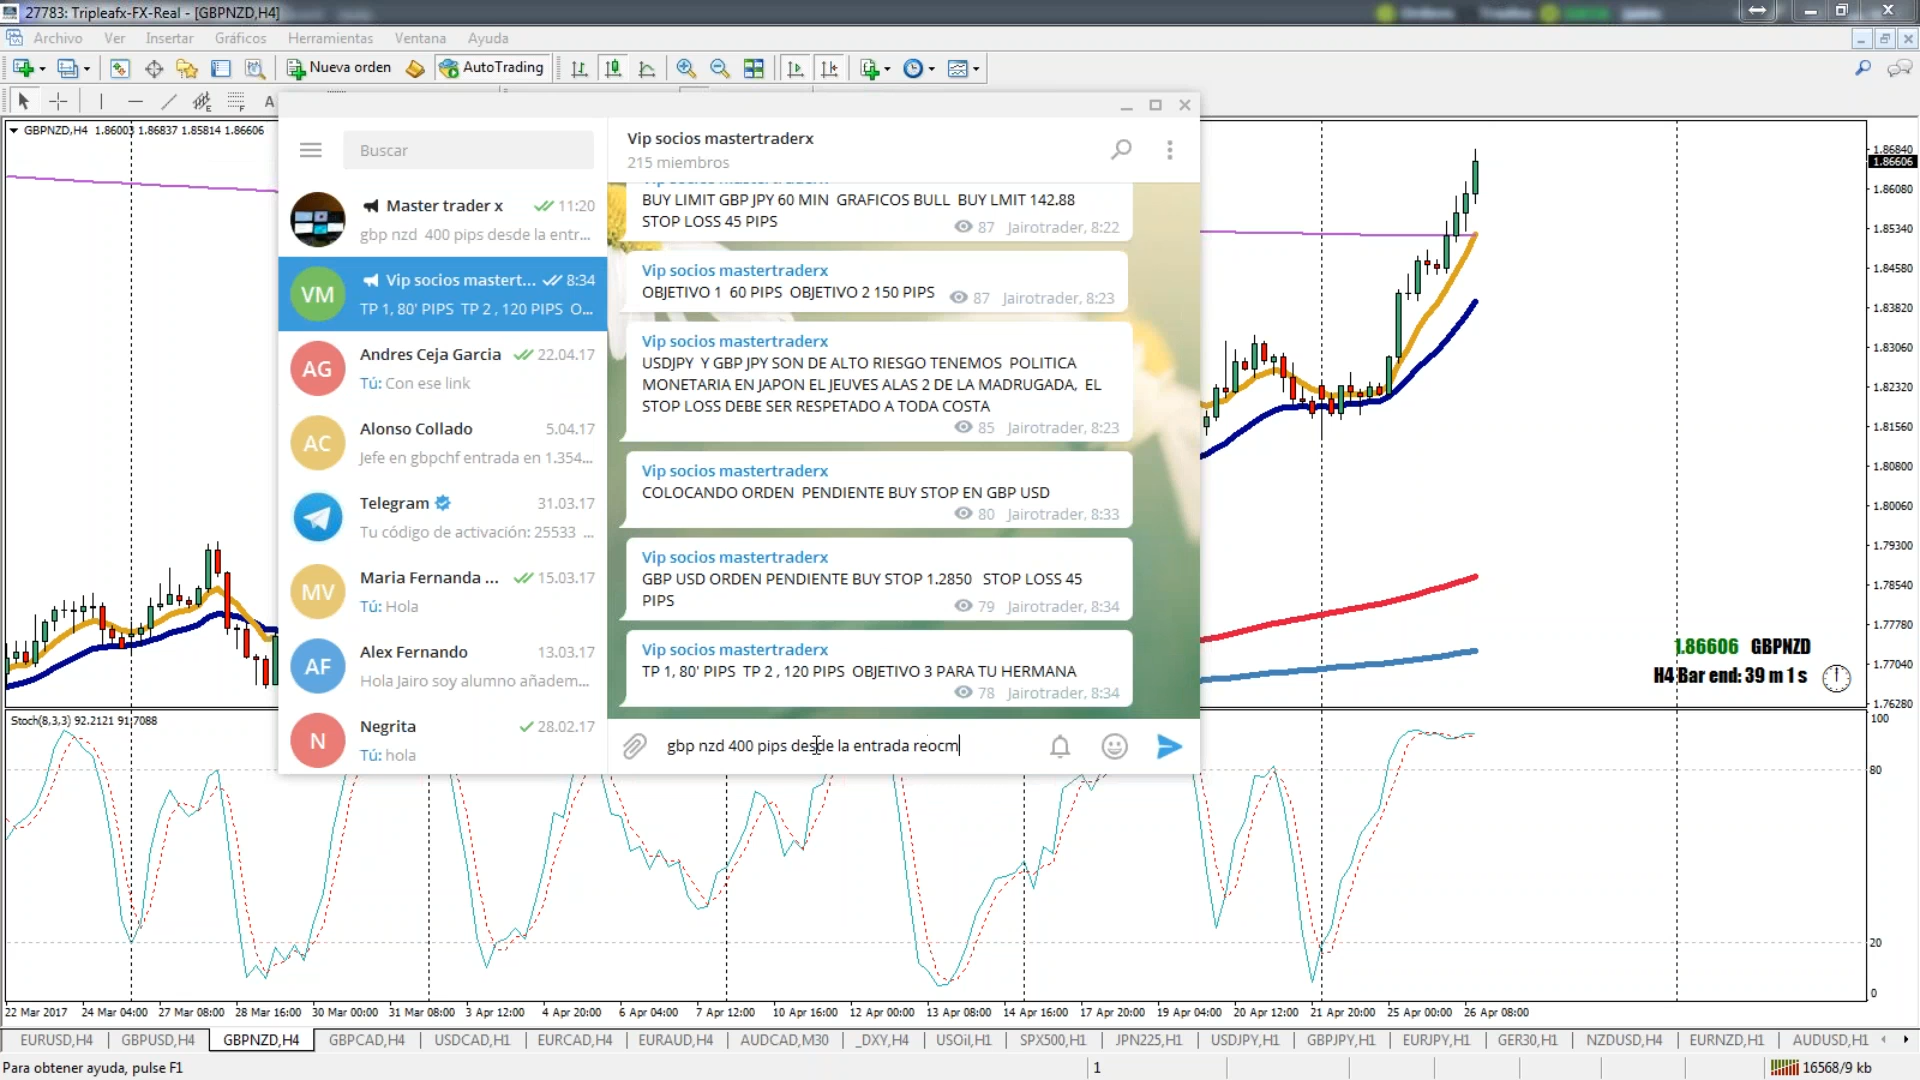 27783: Tripleafx-FX-Real - [GBPNZD,H4]
Archivo Ver Insertar Gráficos Herramientas Ventana Ayuda
Nueva orden AutoTrading
E F A
GBPNZD,H4 1.86003 1.86837 1.85814 1.86606
Buscar
Master trader x 11:20
gbp nzd 400 pips desde la entr...
VM
Vip socios mastert... 8:34
TP 1, 80' PIPS TP 2 , 120 PIPS O...
AG
Andres Ceja Garcia 22.04.17
Tú: Con ese link
AC
Alonso Collado 5.04.17
Jefe en gbpchf entrada en 1.354...
Telegram 31.03.17
Tu código de activación: 25533 ...
MV
Maria Fernanda ... 15.03.17
Tú: Hola
AF
Alex Fernando 13.03.17
Hola Jairo soy alumno añadem...
N
Negrita 28.02.17
Tú: hola
Vip socios mastertraderx
215 miembros
BUY LIMIT GBP JPY 60 MIN GRAFICOS BULL BUY LMIT 142.88
STOP LOSS 45 PIPS
87 Jairotrader, 8:22
Vip socios mastertraderx
OBJETIVO 1 60 PIPS OBJETIVO 2 150 PIPS
87 Jairotrader, 8:23
Vip socios mastertraderx
USDJPY Y GBP JPY SON DE ALTO RIESGO TENEMOS POLITICA
MONETARIA EN JAPON EL JEUVES ALAS 2 DE LA MADRUGADA, EL
STOP LOSS DEBE SER RESPETADO A TODA COSTA
85 Jairotrader, 8:23
Vip socios mastertraderx
COLOCANDO ORDEN PENDIENTE BUY STOP EN GBP USD
80 Jairotrader, 8:33
Vip socios mastertraderx
GBP USD ORDEN PENDIENTE BUY STOP 1.2850 STOP LOSS 45
PIPS
79 Jairotrader, 8:34
Vip socios mastertraderx
TP 1, 80' PIPS TP 2 , 120 PIPS OBJETIVO 3 PARA TU HERMANA
78 Jairotrader, 8:34
gbp nzd 400 pips desde la entrada reocm
1.86840
1.86606
1.86080
1.85340
1.84580
1.83820
1.83060
1.82320
1.81560
1.80800
1.80060
1.79300
1.78540
1.77780
1.77040
1.76280
1.86606 GBPNZD
H4 Bar end: 39 m 1 s
Stoch(8,3,3) 92.2121 91.7088
100
80
20
0
22 Mar 2017 24 Mar 04:00 27 Mar 08:00 28 Mar 16:00 30 Mar 00:00 31 Mar 08:00 3 Apr 12:00 4 Apr 20:00 6 Apr 04:00 7 Apr 12:00 10 Apr 16:00 12 Apr 00:00 13 Apr 08:00 14 Apr 16:00 17 Apr 20:00 19 Apr 04:00 20 Apr 12:00 21 Apr 20:00 25 Apr 00:00 26 Apr 08:00
EURUSD,H4 GBPUSD,H4 GBPNZD,H4 GBPCAD,H4 USDCAD,H1 EURCAD,H4 EURAUD,H4 AUDCAD,M30 _DXY,H4 USOil,H1 SPX500,H1 JPN225,H1 USDJPY,H1 GBPJPY,H1 EURJPY,H1 GER30,H1 NZDUSD,H4 EURNZD,H1 AUDUSD,H1
Para obtener ayuda, pulse F1
1
16568/9 kb